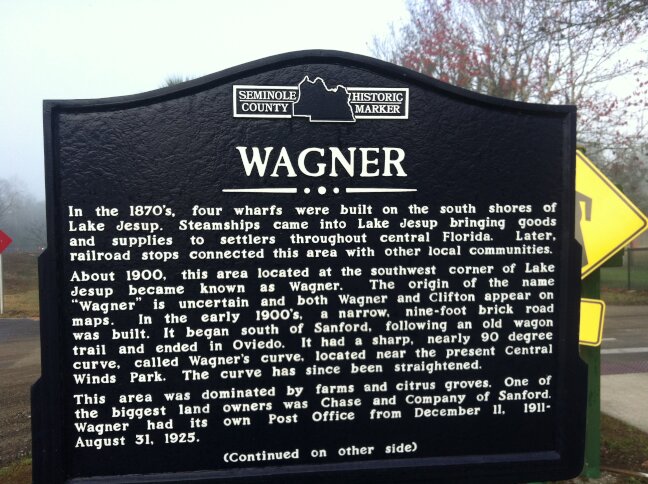 SEMINOLE COUNTY HISTORIC MARKER
WAGNER
In the 1870's, four wharfs were built on the south shores of
Lake Jesup. Steamships came into Lake Jesup bringing goods
and supplies to settlers throughout central Florida. Later,
railroad stops connected this area with other local communities.
About 1900, this area located at the southwest corner of Lake
Jesup became known as Wagner. The origin of the name
"Wagner" is uncertain and both Wagner and Clifton appear on
maps. In the early 1900's, a narrow, nine-foot brick road
was built. It began south of Sanford, following an old wagon
trail and ended in Oviedo. It had a sharp, nearly 90 degree
curve, called Wagner's curve, located near the present Central
Winds Park. The curve has since been straightened.
This area was dominated by farms and citrus groves. One of
the biggest land owners was Chase and Company of Sanford.
Wagner had its own Post Office from December 11, 1911-
August 31, 1925.
(Continued on other side)